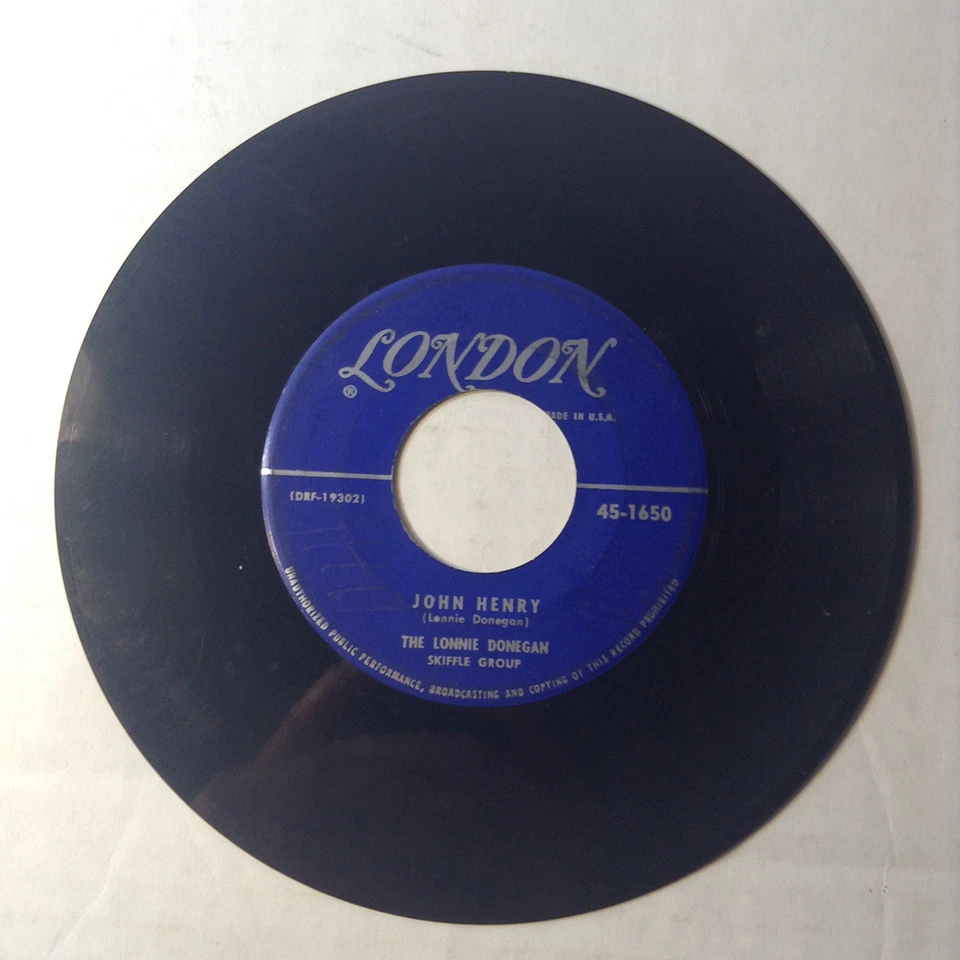 LONDON
®
MADE IN U.S.A.
(DRF-19302)
45-1650
JOHN HENRY
(Lonnie Donegan)
THE LONNIE DONEGAN
SKIFFLE GROUP
UNAUTHORIZED PUBLIC PERFORMANCE, BROADCASTING AND COPYING OF THIS RECORD PROHIBITED